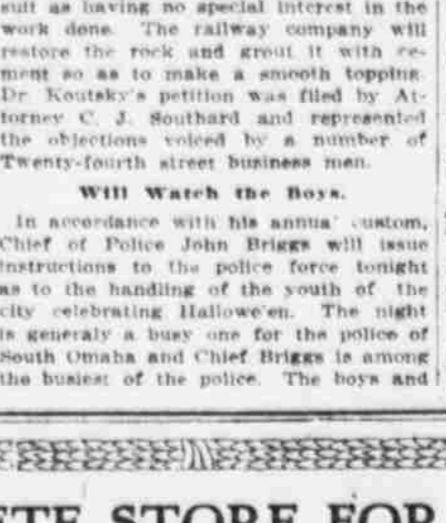 suit as having no special interest in the
work done. The railway company will
restore the rock and grout it with ce-
ment so as to make a smooth topping.
Dr. Koutsky's petition was filed by At-
torney C. J. Southard and represented
the objections voiced by a number of
Twenty-fourth street business men.
Will Watch the Boys.
In accordance with his annua' custom,
Chief of Police John Briggs will issue
instructions to the police force tonight
as to the handling of the youth of the
city celebrating Hallowe'en. The night
is generaly a busy one for the police of
South Omaha and Chief Briggs is among
the busiest of the police. The boys and
ETE STORE FOR